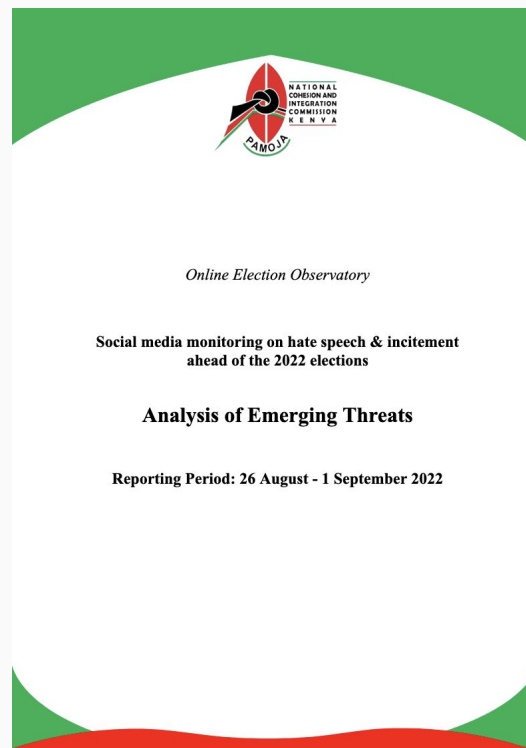 NATIONAL
COHESION AND
INTEGRATION
COMMISSION
KENYA
PAMOJA
Online Election Observatory
Social media monitoring on hate speech & incitement
ahead of the 2022 elections
Analysis of Emerging Threats
Reporting Period: 26 August - 1 September 2022